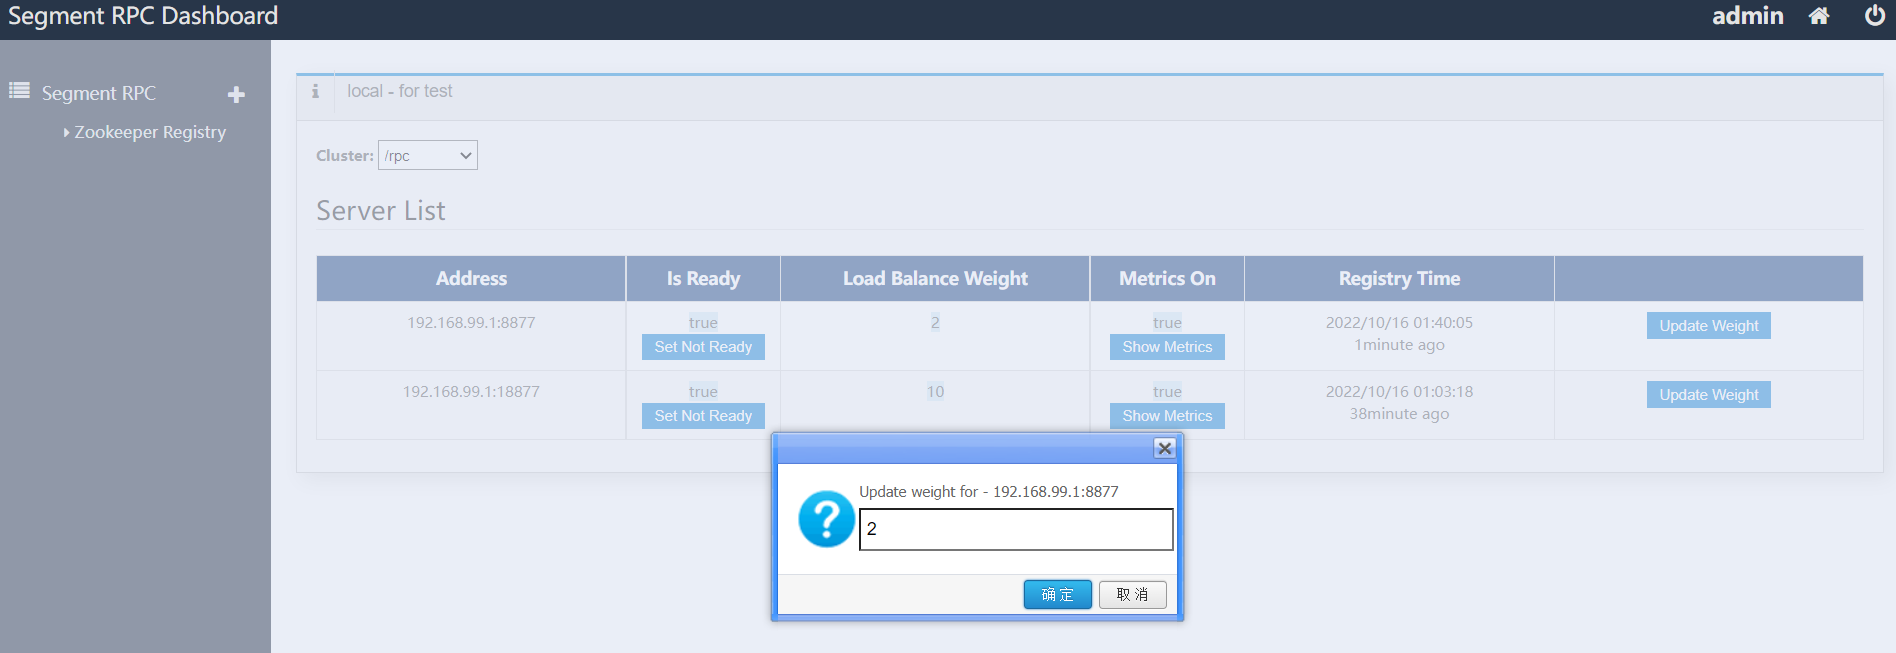 Segment RPC Dashboard admin
Segment RPC
Zookeeper Registry
local - for test
Cluster: /rpc
Server List
Address Is Ready Load Balance Weight Metrics On Registry Time
192.168.99.1:8877 true 2 true 2022/10/16 01:40:05 Update Weight
Set Not Ready Show Metrics 1minute ago
192.168.99.1:18877 true 10 true 2022/10/16 01:03:18 Update Weight
Set Not Ready Show Metrics 38minute ago
Update weight for - 192.168.99.1:8877
2
确定 取消